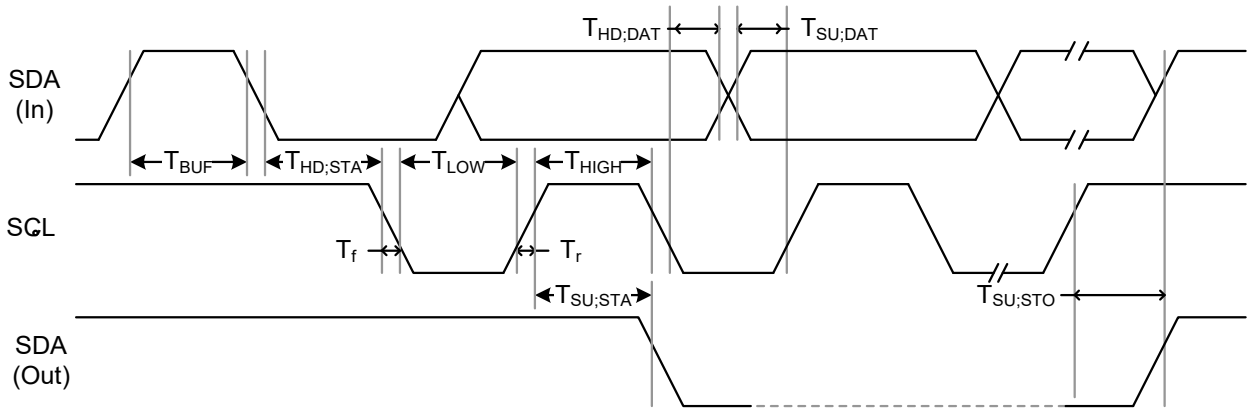 T_HD;DAT T_SU;DAT
SDA
(In)
T_BUF T_HD;STA T_LOW T_HIGH
SCL
T_f T_r
T_SU;STA T_SU;STO
SDA
(Out)